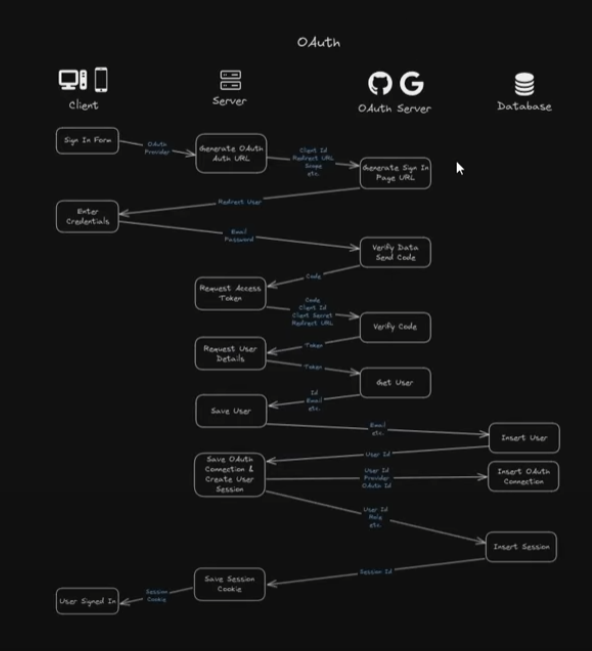 OAuth
Client
Server
OAuth Server
Database
Sign In Form
OAuth
Provider
Generate OAuth
Auth URL
Client Id
Redirect URL
Scope
etc.
Generate Sign In
Page URL
Redirect User
Enter
Credentials
Email
Password
Verify Data
Send Code
Code
Request Access
Token
Code
Client Id
Client Secret
Redirect URL
Verify Code
Token
Request User
Details
Token
Get User
Id
Email
etc.
Save User
Email
etc.
Insert User
User Id
Save OAuth
Connection &
Create User
Session
User Id
Provider
OAuth Id
Insert OAuth
Connection
User Id
Role
etc.
Insert Session
Session Id
Save Session
Cookie
Session
Cookie
User Signed In